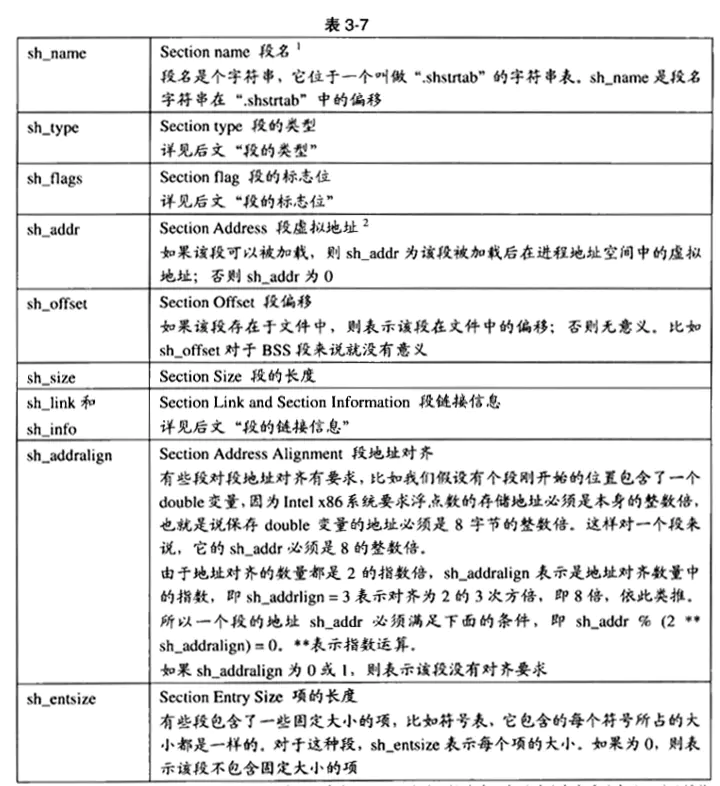 表 3-7
sh_name
Section name 段名 1
段名是个字符串，它位于一个叫做“.shstrtab”的字符串表。sh_name 是段名
字符串在“.shstrtab”中的偏移
sh_type
Section type 段的类型
详见后文“段的类型”
sh_flags
Section flag 段的标志位
详见后文“段的标志位”
sh_addr
Section Address 段虚拟地址 2
如果该段可以被加载，则 sh_addr 为该段被加载后在进程地址空间中的虚拟
地址；否则 sh_addr 为 0
sh_offset
Section Offset 段偏移
如果该段存在于文件中，则表示该段在文件中的偏移；否则无意义。比如
sh_offset 对于 BSS 段来说就没有意义
sh_size
Section Size 段的长度
sh_link 和
sh_info
Section Link and Section Information 段链接信息
详见后文“段的链接信息”
sh_addralign
Section Address Alignment 段地址对齐
有些段对段地址对齐有要求，比如我们假设有个段刚开始的位置包含了一个
double 变量，因为 Intel x86 系统要求浮点数的存储地址必须是本身的整数倍，
也就是说保存 double 变量的地址必须是 8 字节的整数倍。这样对一个段来
说，它的 sh_addr 必须是 8 的整数倍。
由于地址对齐的数量都是 2 的指数倍，sh_addralign 表示是地址对齐数量中
的指数，即 sh_addrlign = 3 表示对齐为 2 的 3 次方倍，即 8 倍，依此类推。
所以一个段的地址 sh_addr 必须满足下面的条件，即 sh_addr % (2 **
sh_addralign) = 0。**表示指数运算。
如果 sh_addralign 为 0 或 1，则表示该段没有对齐要求
sh_entsize
Section Entry Size 项的长度
有些段包含了一些固定大小的项，比如符号表，它包含的每个符号所占的大
小都是一样的。对于这种段，sh_entsize 表示每个项的大小。如果为 0，则表
示该段不包含固定大小的项